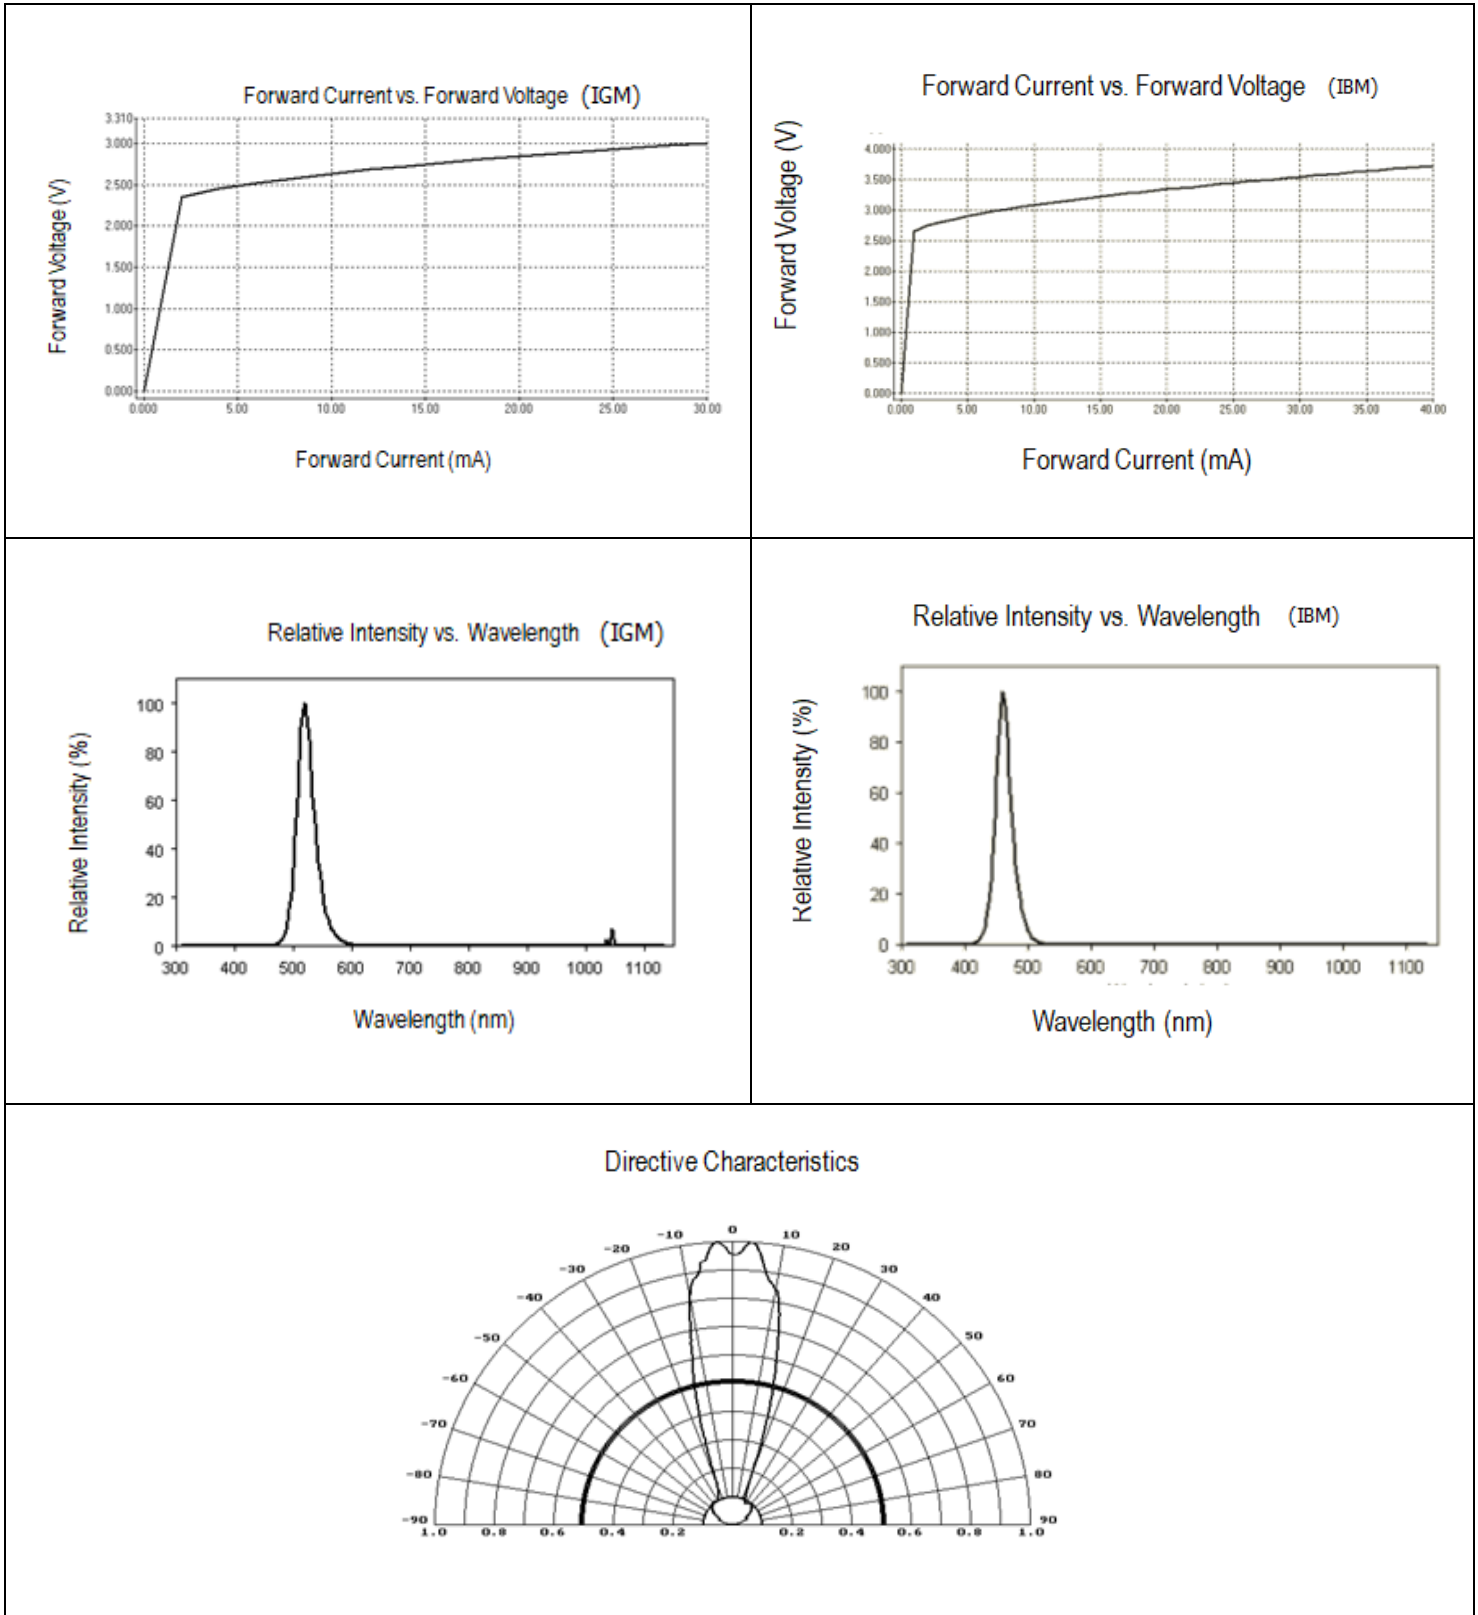 Forward Current vs. Forward Voltage (IGM)
Forward Voltage (V)
3.310
3.000
2.500
2.000
1.500
1.000
0.500
0.000
0.000 5.00 10.00 15.00 20.00 25.00 30.00
Forward Current (mA)
Forward Current vs. Forward Voltage (IBM)
Forward Voltage (V)
4.000
3.500
3.000
2.500
2.000
1.500
1.000
0.500
0.000
0.000 5.00 10.00 15.00 20.00 25.00 30.00 35.00 40.00
Forward Current (mA)
Relative Intensity vs. Wavelength (IGM)
Relative Intensity (%)
100
80
60
40
20
0
300 400 500 600 700 800 900 1000 1100
Wavelength (nm)
Relative Intensity vs. Wavelength (IBM)
Relative Intensity (%)
100
80
60
40
20
0
300 400 500 600 700 800 900 1000 1100
Wavelength (nm)
Directive Characteristics
0
-10 10
-20 20
-30 30
-40 40
-50 50
-60 60
-70 70
-80 80
-90 90
1.0 0.8 0.6 0.4 0.2 0.2 0.4 0.6 0.8 1.0